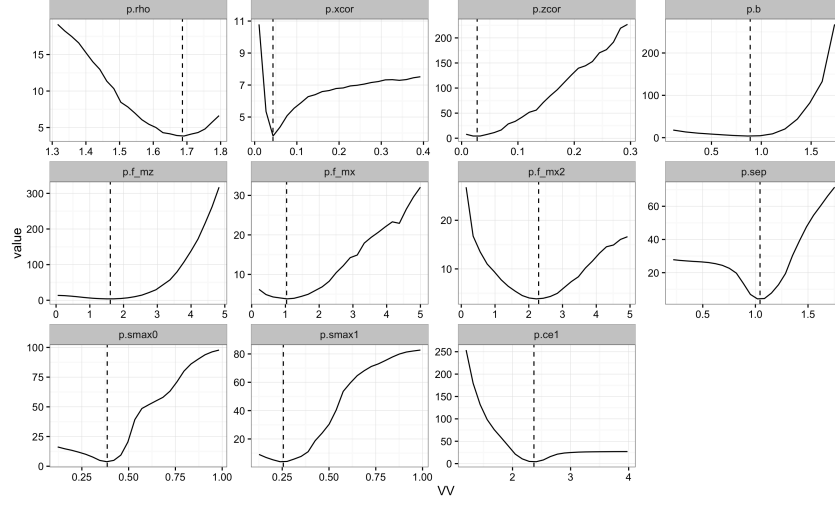 p.rho p.xcor p.zcor p.b
15 10 5 11 9 7 5 200 150 100 50 0 200 100 0
1.3 1.4 1.5 1.6 1.7 1.8 0.0 0.1 0.2 0.3 0.4 0.0 0.1 0.2 0.3 0.5 1.0 1.5
p.f_mz p.f_mx p.f_mx2 p.sep
300 200 100 0 30 20 10 20 10 60 40 20
0 1 2 3 4 5 0 1 2 3 4 5 0 1 2 3 4 5 0.5 1.0 1.5
p.smax0 p.smax1 p.ce1
100 75 50 25 0 80 60 40 20 250 200 150 100 50 0
0.25 0.50 0.75 1.00 0.25 0.50 0.75 1.00 2 3 4
value
VV